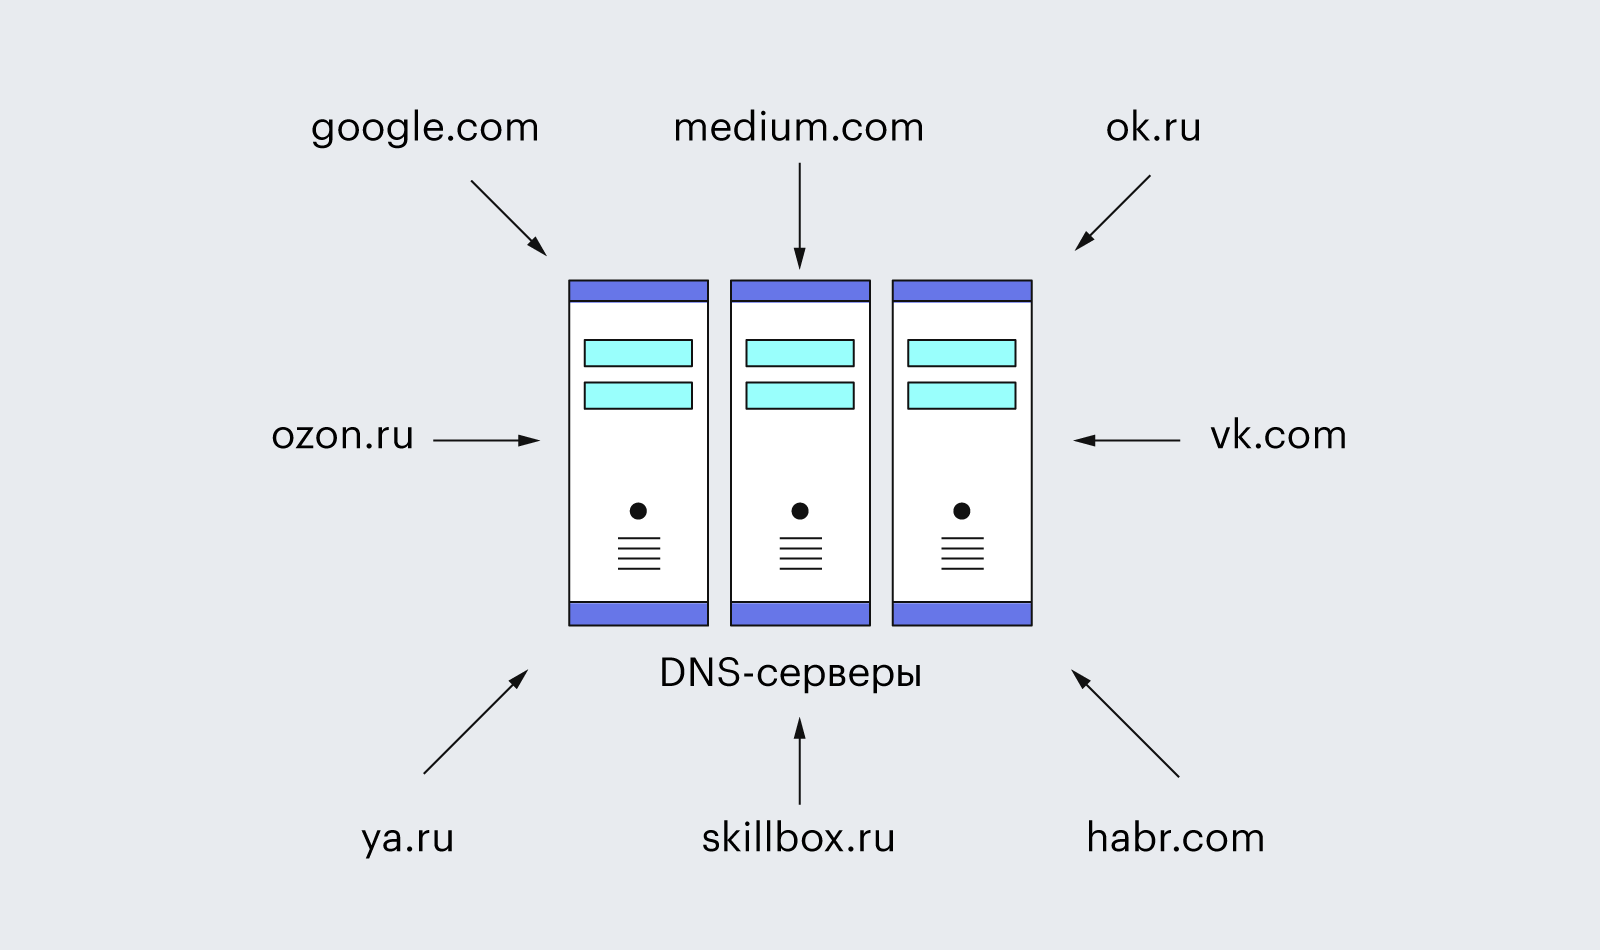 google.com
medium.com
ok.ru
ozon.ru
vk.com
DNS-серверы
ya.ru
skillbox.ru
habr.com